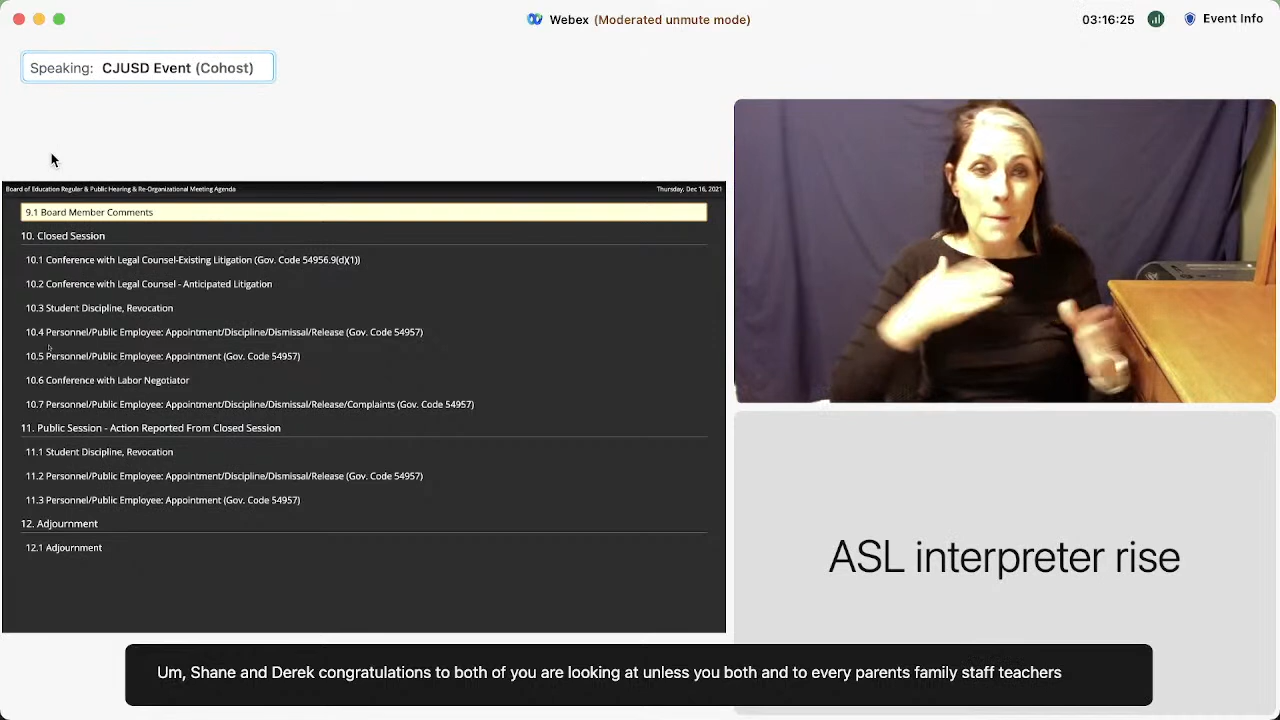 Webex (Moderated unmute mode)
03:16:25
Event Info
Speaking: CJUSD Event (Cohost)
Board of Education Regular & Public Hearing & Re-Organizational Meeting Agenda
Thursday, Dec 16, 2021
9.1 Board Member Comments
10. Closed Session
10.1 Conference with Legal Counsel-Existing Litigation (Gov. Code 54956.9(d)(1))
10.2 Conference with Legal Counsel - Anticipated Litigation
10.3 Student Discipline, Revocation
10.4 Personnel/Public Employee: Appointment/Discipline/Dismissal/Release (Gov. Code 54957)
10.5 Personnel/Public Employee: Appointment (Gov. Code 54957)
10.6 Conference with Labor Negotiator
10.7 Personnel/Public Employee: Appointment/Discipline/Dismissal/Release/Complaints (Gov. Code 54957)
11. Public Session - Action Reported From Closed Session
11.1 Student Discipline, Revocation
11.2 Personnel/Public Employee: Appointment/Discipline/Dismissal/Release (Gov. Code 54957)
11.3 Personnel/Public Employee: Appointment (Gov. Code 54957)
12. Adjournment
12.1 Adjournment
ASL interpreter rise
Um, Shane and Derek congratulations to both of you are looking at unless you both and to every parents family staff teachers